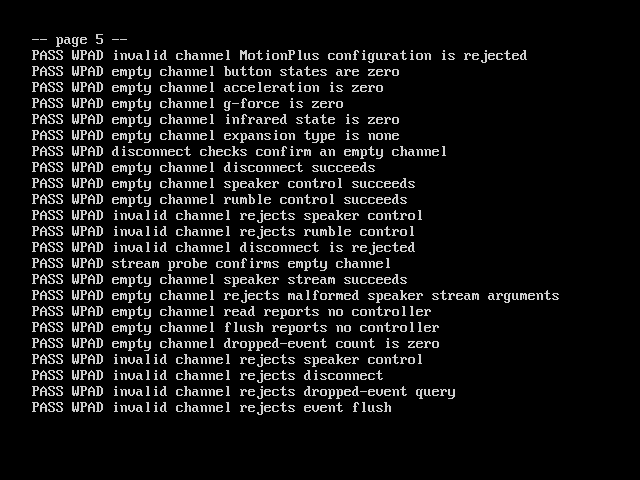 -- page 5 --
PASS WPAD invalid channel MotionPlus configuration is rejected
PASS WPAD empty channel button states are zero
PASS WPAD empty channel acceleration is zero
PASS WPAD empty channel g-force is zero
PASS WPAD empty channel infrared state is zero
PASS WPAD empty channel expansion type is none
PASS WPAD disconnect checks confirm an empty channel
PASS WPAD empty channel disconnect succeeds
PASS WPAD empty channel speaker control succeeds
PASS WPAD empty channel rumble control succeeds
PASS WPAD invalid channel rejects speaker control
PASS WPAD invalid channel rejects rumble control
PASS WPAD invalid channel disconnect is rejected
PASS WPAD stream probe confirms empty channel
PASS WPAD empty channel speaker stream succeeds
PASS WPAD empty channel rejects malformed speaker stream arguments
PASS WPAD empty channel read reports no controller
PASS WPAD empty channel flush reports no controller
PASS WPAD empty channel dropped-event count is zero
PASS WPAD invalid channel rejects speaker control
PASS WPAD invalid channel rejects disconnect
PASS WPAD invalid channel rejects dropped-event query
PASS WPAD invalid channel rejects event flush